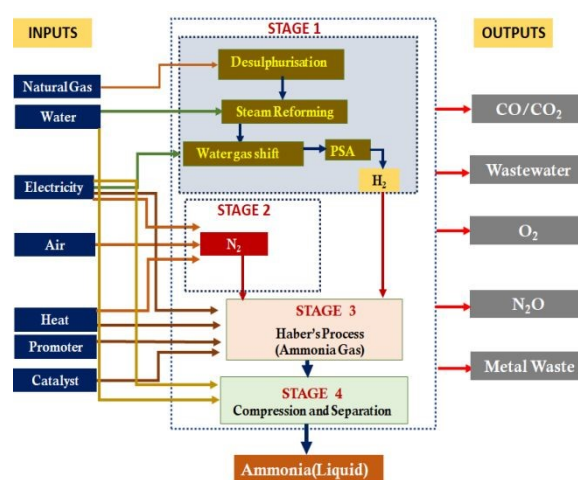 INPUTS
STAGE 1
OUTPUTS
Desulphurisation
Natural Gas
Steam Reforming
CO/CO₂
Water
Water gas shift
PSA
Wastewater
H₂
Electricity
STAGE 2
O₂
Air
N₂
N₂O
STAGE 3
Heat
Haber's Process
(Ammonia Gas)
Promoter
Metal Waste
Catalyst
STAGE 4
Compression and Separation
Ammonia(Liquid)